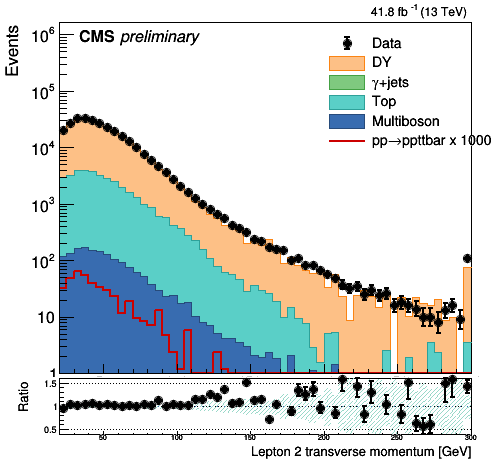 41.8 fb⁻¹ (13 TeV)
CMS preliminary
Events
10⁶
10⁵
10⁴
10³
10²
10
1
Data
DY
γ+jets
Top
Multiboson
pp→ppttbar x 1000
Ratio
1.5
1
0.5
50 100 150 200 250 300
Lepton 2 transverse momentum [GeV]